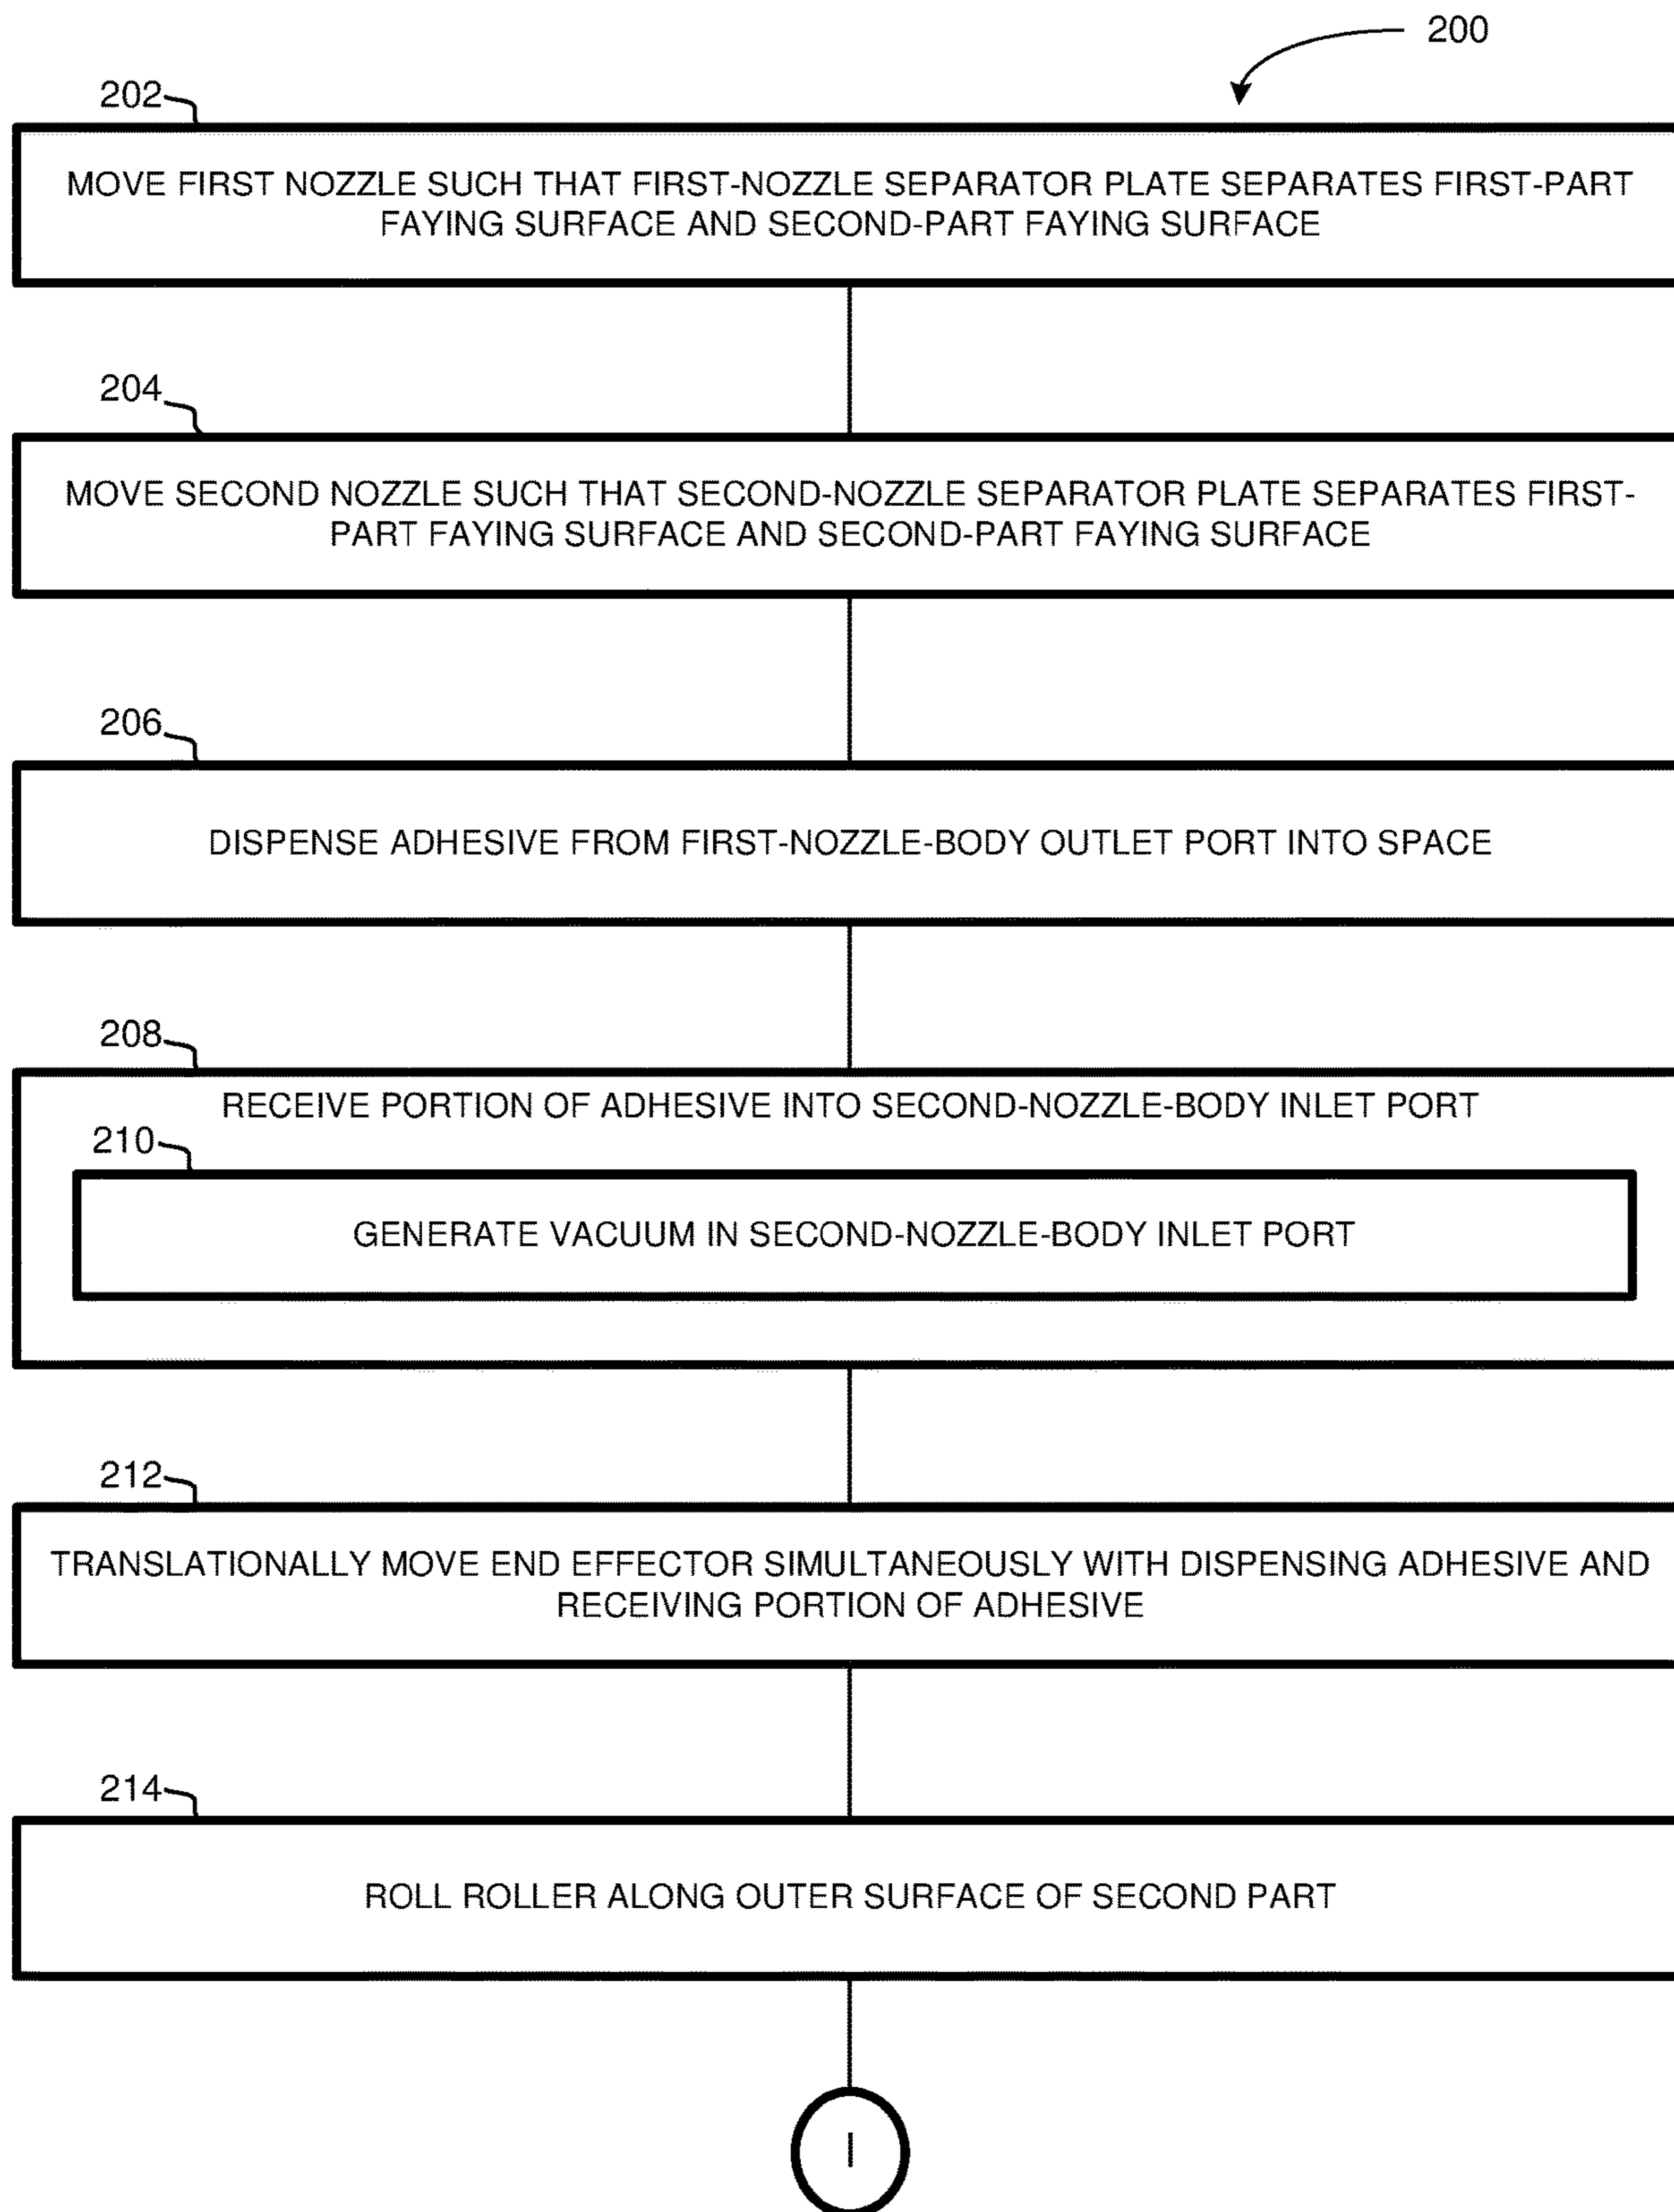 200
202
MOVE FIRST NOZZLE SUCH THAT FIRST-NOZZLE SEPARATOR PLATE SEPARATES FIRST-PART
FAYING SURFACE AND SECOND-PART FAYING SURFACE
204
MOVE SECOND NOZZLE SUCH THAT SECOND-NOZZLE SEPARATOR PLATE SEPARATES FIRST-
PART FAYING SURFACE AND SECOND-PART FAYING SURFACE
206
DISPENSE ADHESIVE FROM FIRST-NOZZLE-BODY OUTLET PORT INTO SPACE
208
RECEIVE PORTION OF ADHESIVE INTO SECOND-NOZZLE-BODY INLET PORT
210
GENERATE VACUUM IN SECOND-NOZZLE-BODY INLET PORT
212
TRANSLATIONALLY MOVE END EFFECTOR SIMULTANEOUSLY WITH DISPENSING ADHESIVE AND
RECEIVING PORTION OF ADHESIVE
214
ROLL ROLLER ALONG OUTER SURFACE OF SECOND PART
I